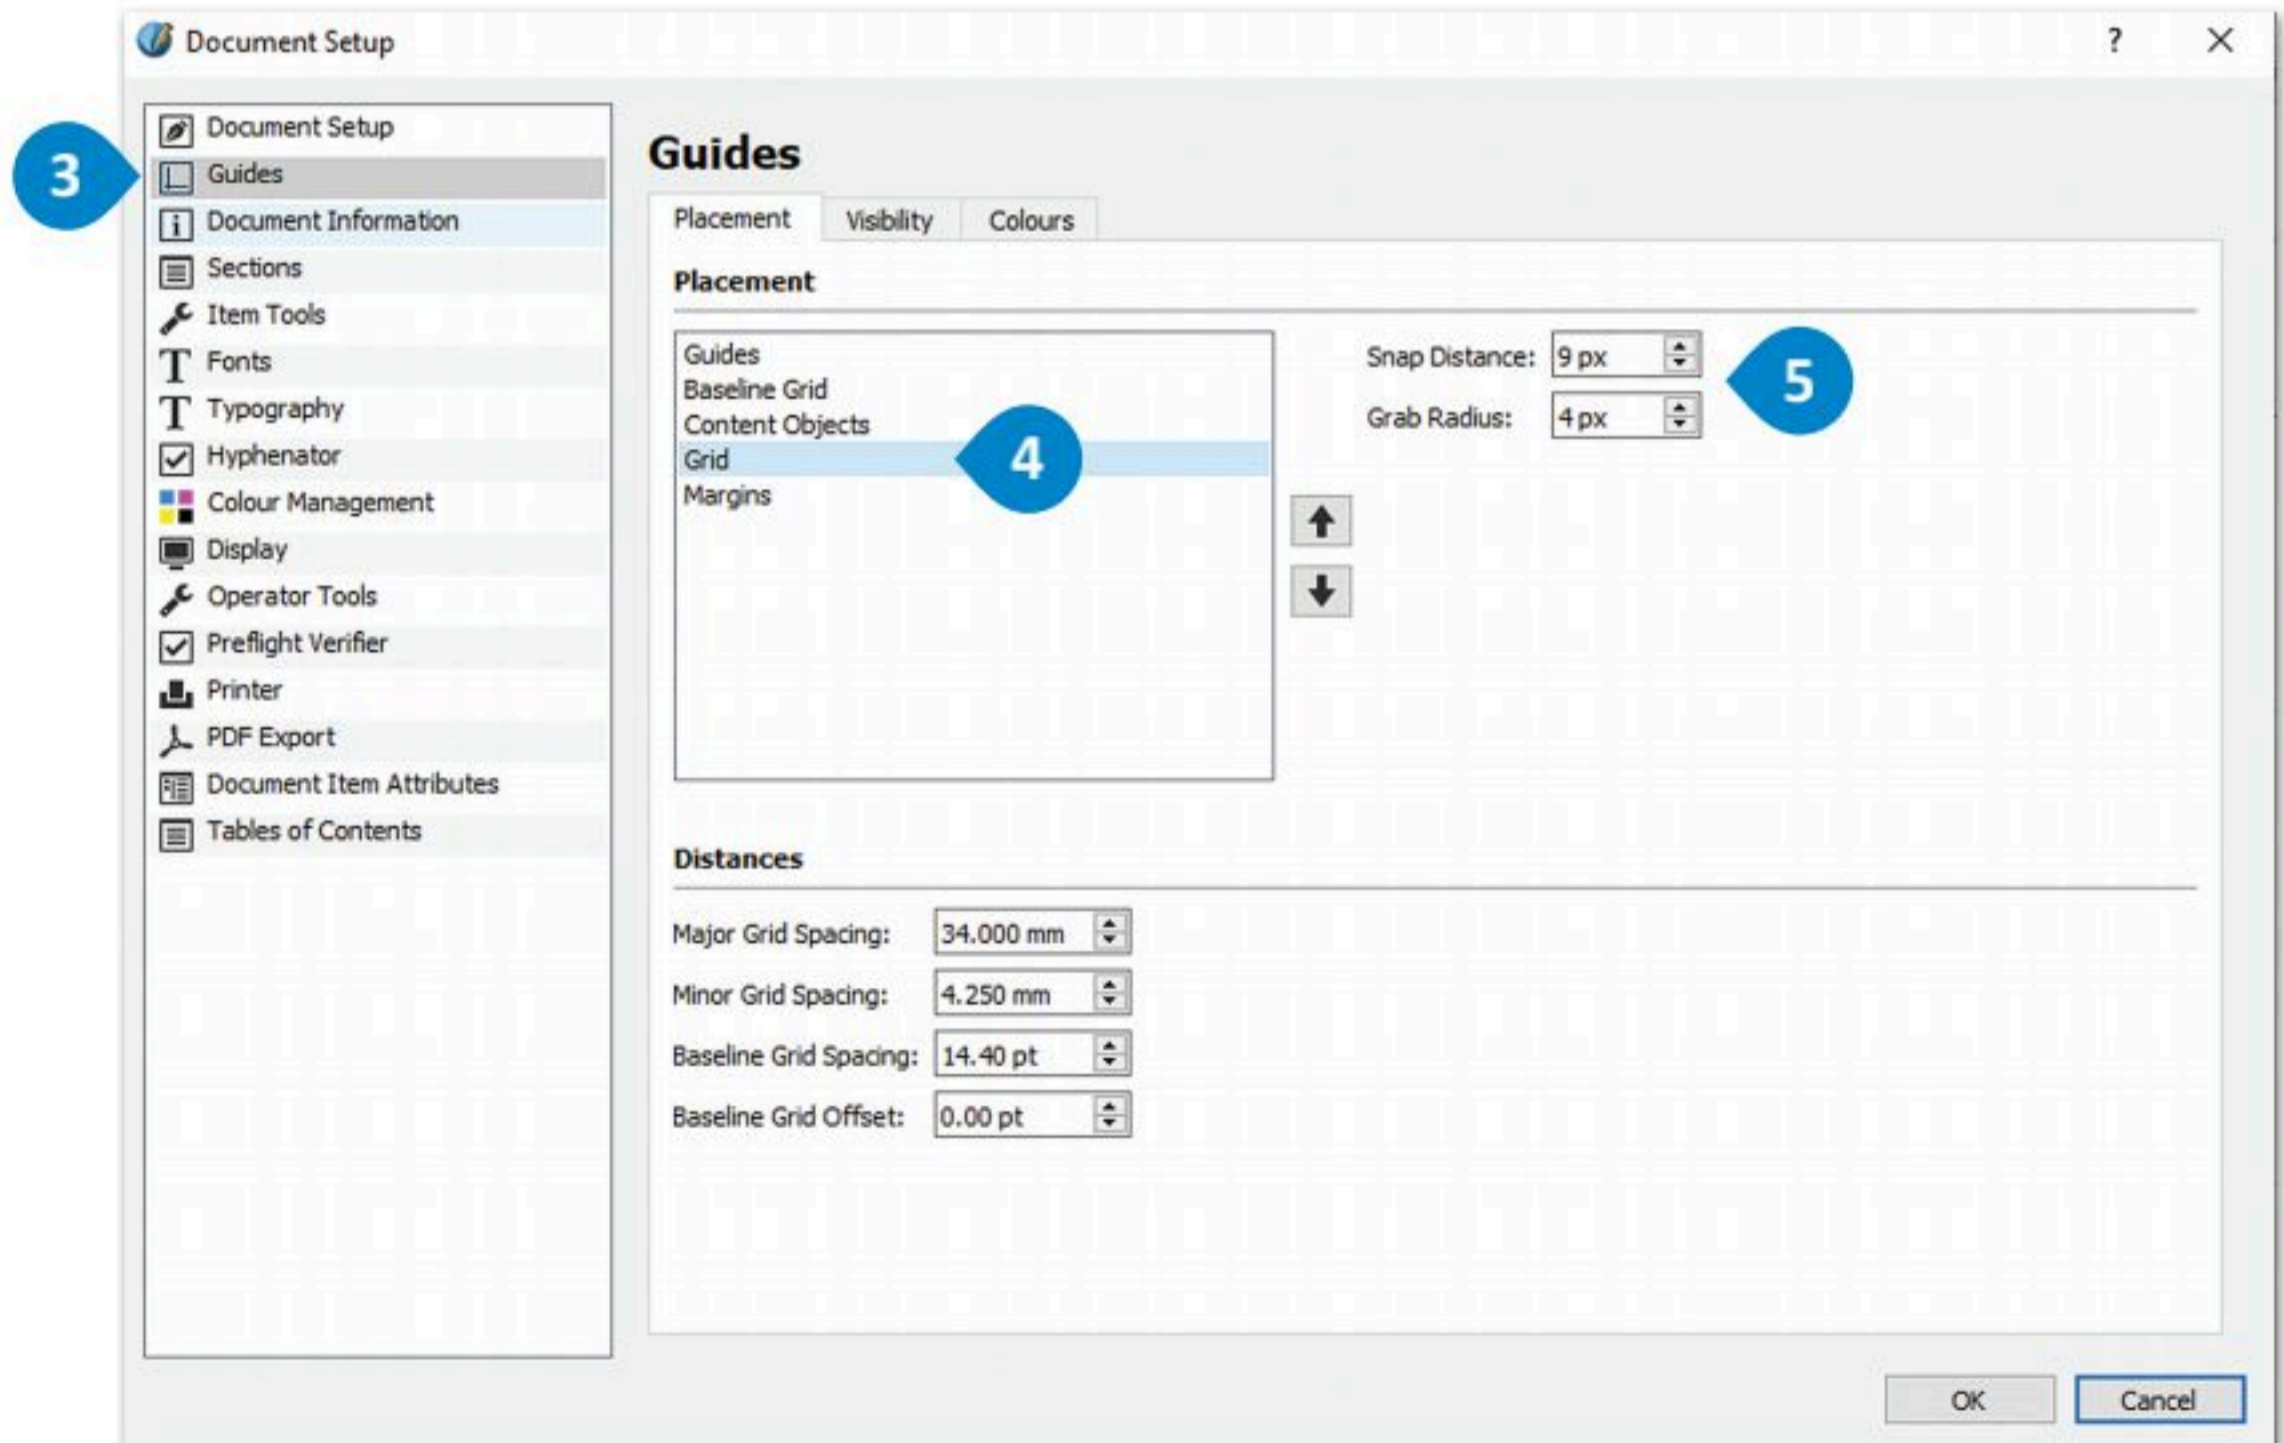 Document Setup
?
3
Document Setup
Guides
Document Information
Sections
Item Tools
Fonts
Typography
Hyphenator
Colour Management
Display
Operator Tools
Preflight Verifier
Printer
PDF Export
Document Item Attributes
Tables of Contents
Guides
Placement Visibility Colours
Placement
Guides
Baseline Grid
Content Objects
Grid
Margins
4
Snap Distance: 9 px
Grab Radius: 4 px
5
Distances
Major Grid Spacing: 34.000 mm
Minor Grid Spacing: 4.250 mm
Baseline Grid Spacing: 14.40 pt
Baseline Grid Offset: 0.00 pt
OK Cancel